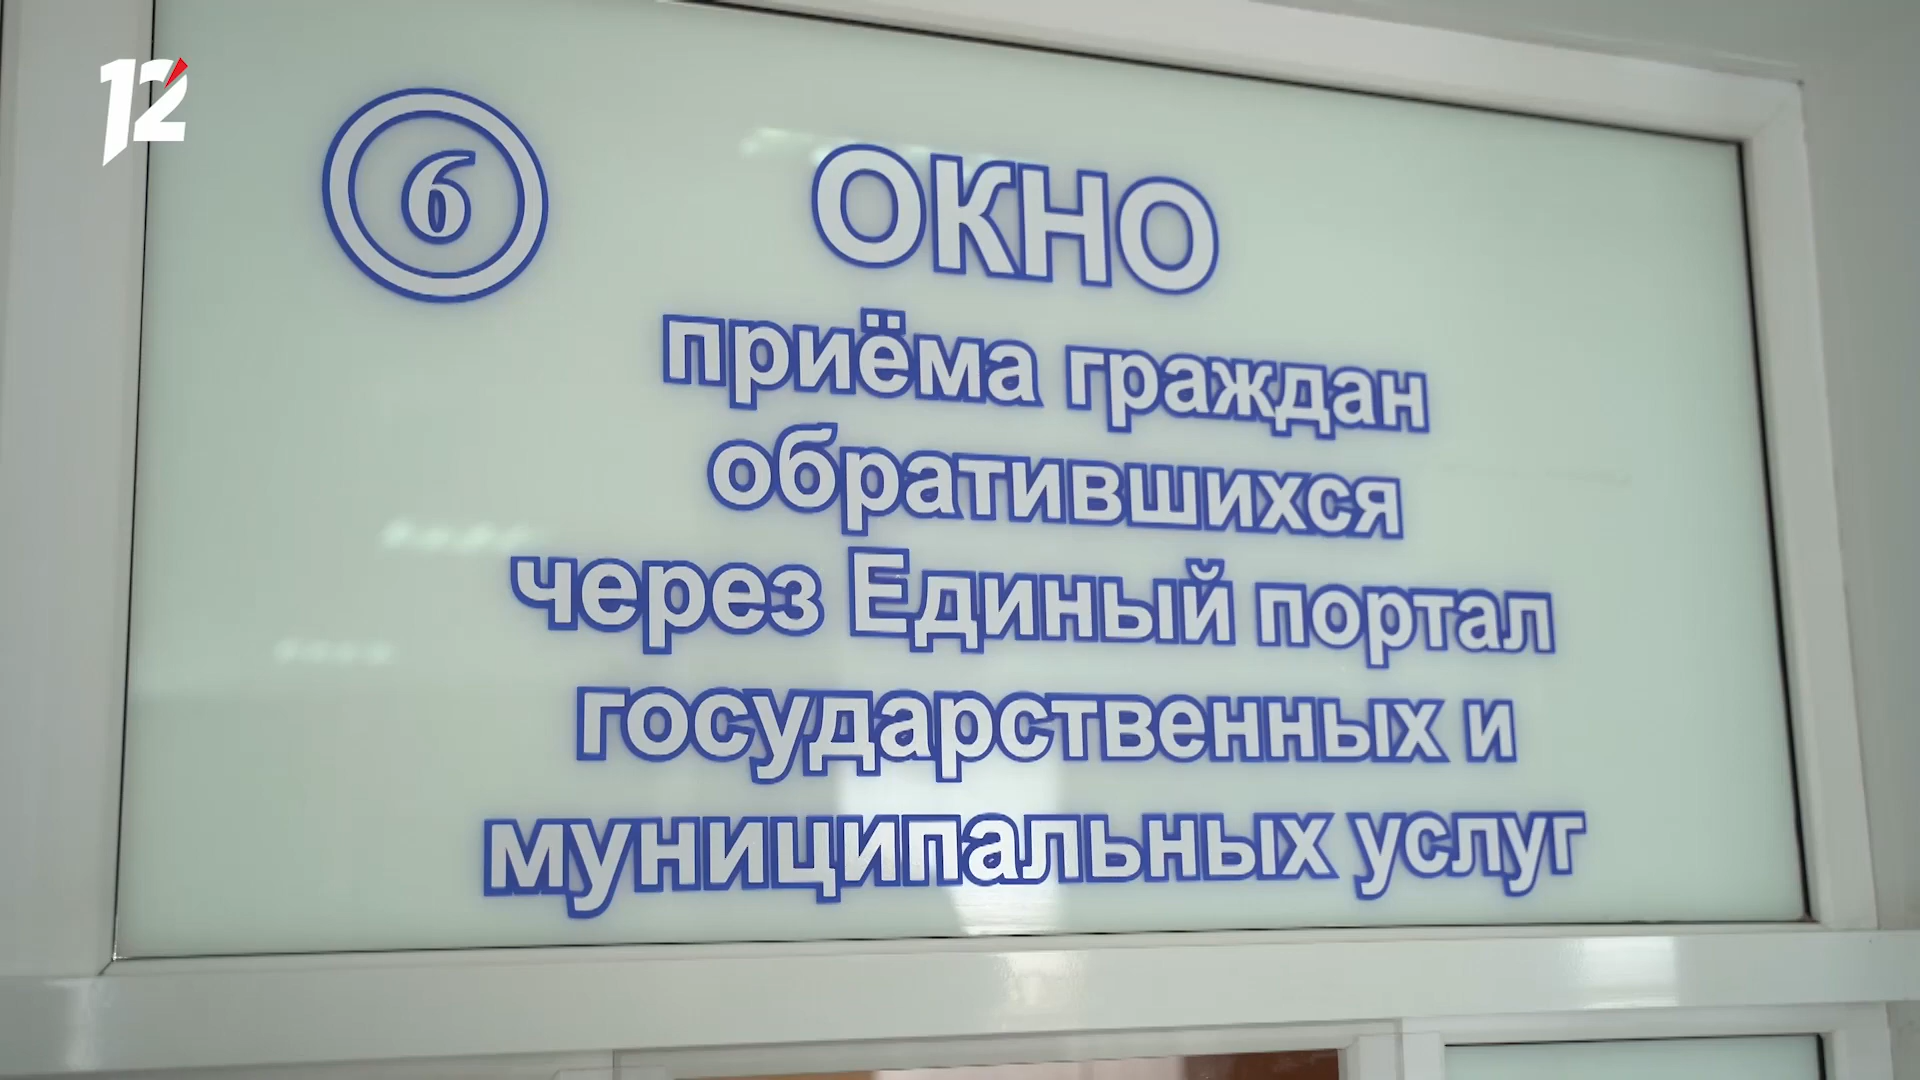 12
6
ОКНО
приёма граждан
обратившихся
через Единый портал
государственных и
муниципальных услуг